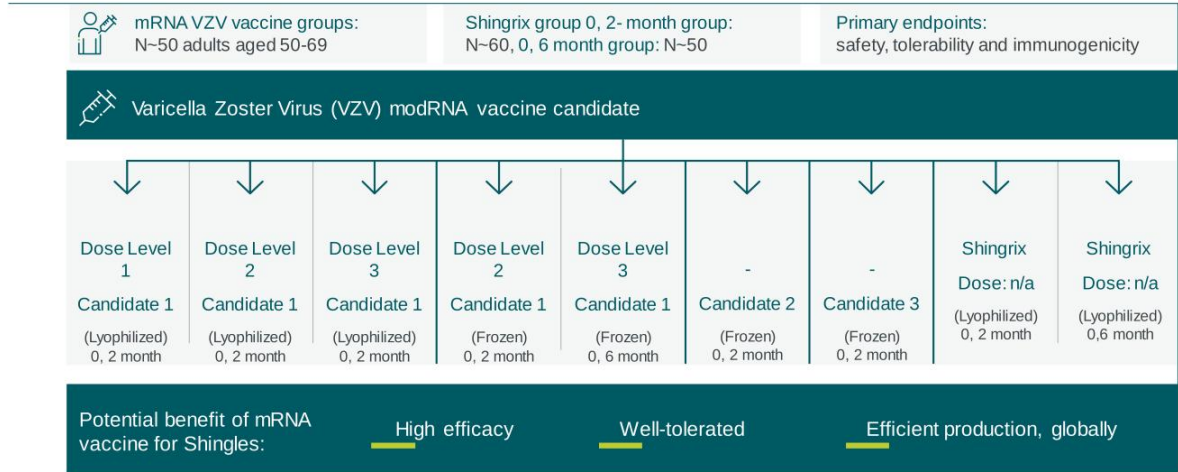 mRNA VZV vaccine groups:
N~50 adults aged 50-69
Shingrix group 0, 2- month group:
N~60, 0, 6 month group: N~50
Primary endpoints:
safety, tolerability and immunogenicity
Varicella Zoster Virus (VZV) modRNA vaccine candidate
Dose Level
1
Candidate 1
(Lyophilized)
0, 2 month
Dose Level
2
Candidate 1
(Lyophilized)
0, 2 month
Dose Level
3
Candidate 1
(Lyophilized)
0, 2 month
Dose Level
2
Candidate 1
(Frozen)
0, 2 month
Dose Level
3
Candidate 1
(Frozen)
0, 6 month
-
Candidate 2
(Frozen)
0, 2 month
-
Candidate 3
(Frozen)
0, 2 month
Shingrix
Dose: n/a
(Lyophilized)
0, 2 month
Shingrix
Dose: n/a
(Lyophilized)
0,6 month
Potential benefit of mRNA
vaccine for Shingles:
High efficacy
Well-tolerated
Efficient production, globally